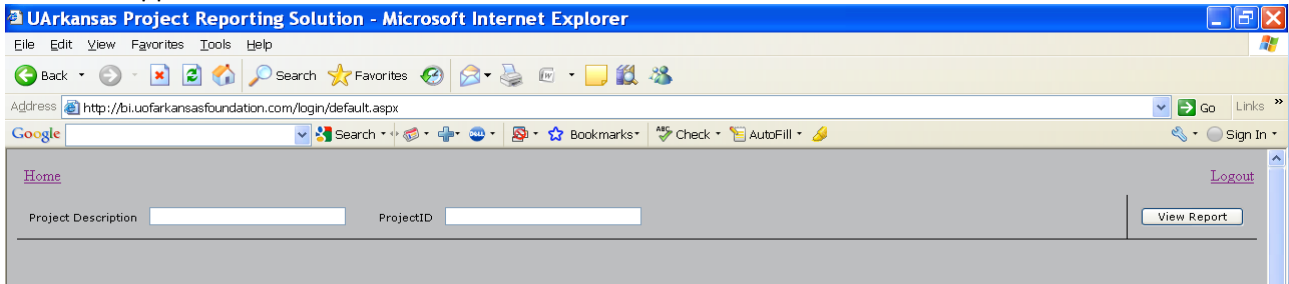 UArkansas Project Reporting Solution - Microsoft Internet Explorer
File Edit View Favorites Tools Help
Back Search Favorites
Address http://bi.uofarkansasfoundation.com/login/default.aspx Go Links »
Google Search Bookmarks Check AutoFill Sign In
Home Logout
Project Description ProjectID View Report